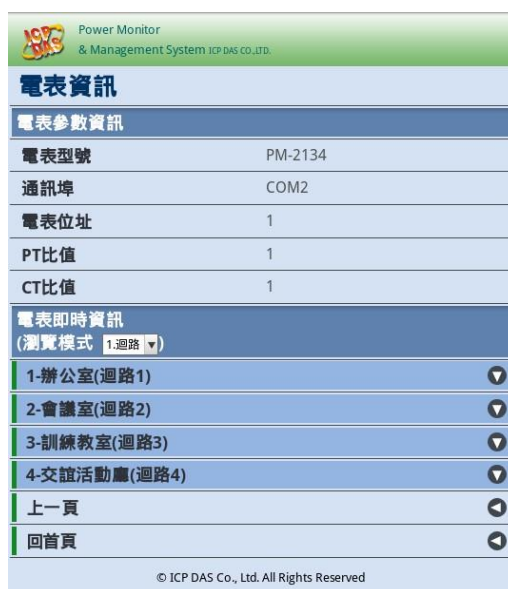 ICP
DAS
Power Monitor
& Management System ICP DAS CO.,LTD.
電表資訊
電表參數資訊
電表型號 PM-2134
通訊埠 COM2
電表位址 1
PT比值 1
CT比值 1
電表即時資訊
(瀏覽模式 1.迴路)
1-辦公室(迴路1)
2-會議室(迴路2)
3-訓練教室(迴路3)
4-交誼活動廳(迴路4)
上一頁
回首頁
© ICP DAS Co., Ltd. All Rights Reserved